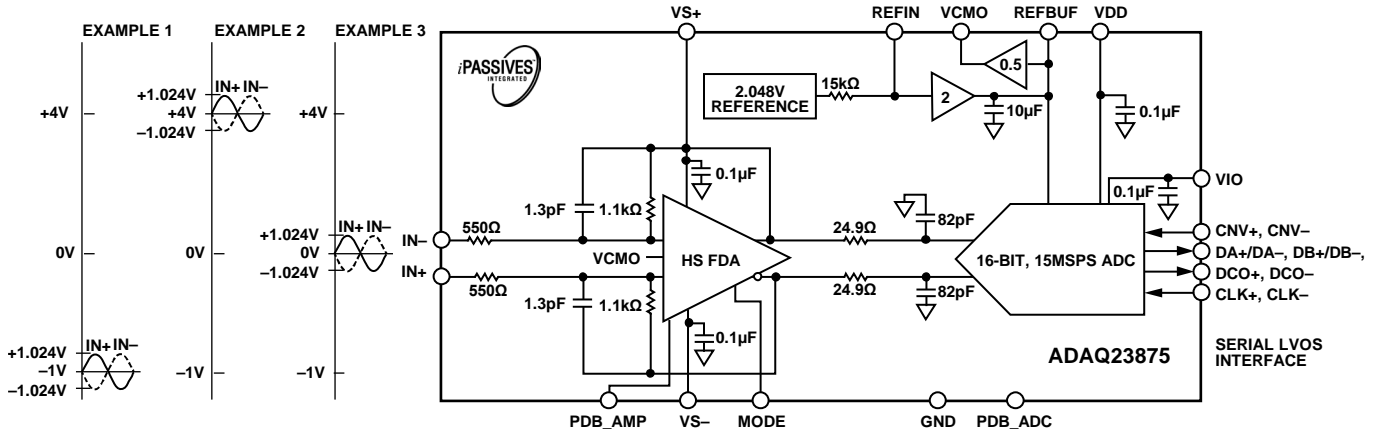 VS+ REFIN VCMO REFBUF VDD
EXAMPLE 1 EXAMPLE 2 EXAMPLE 3
iPASSIVES
INTEGRATED
0.5
IN+ IN–
+1.024V
+4V
+4V
–1.024V
+4V
2.048V
REFERENCE
15kΩ
2
10µF
0.1µF
0.1µF
VIO
0.1µF
1.3pF
1.1kΩ
82pF
550Ω
24.9Ω
IN–
CNV+, CNV–
IN+ IN–
+1.024V
0V
0V
0V
–1.024V
VCMO
HS FDA
16-BIT, 15MSPS ADC
DA+/DA–, DB+/DB–,
IN+
DCO+, DCO–
550Ω
24.9Ω
CLK+, CLK–
1.3pF
1.1kΩ
82pF
0.1µF
IN+ IN–
+1.024V
–1V
–1.024V
–1V
–1V
ADAQ23875
SERIAL LVOS
INTERFACE
PDB_AMP VS– MODE GND PDB_ADC